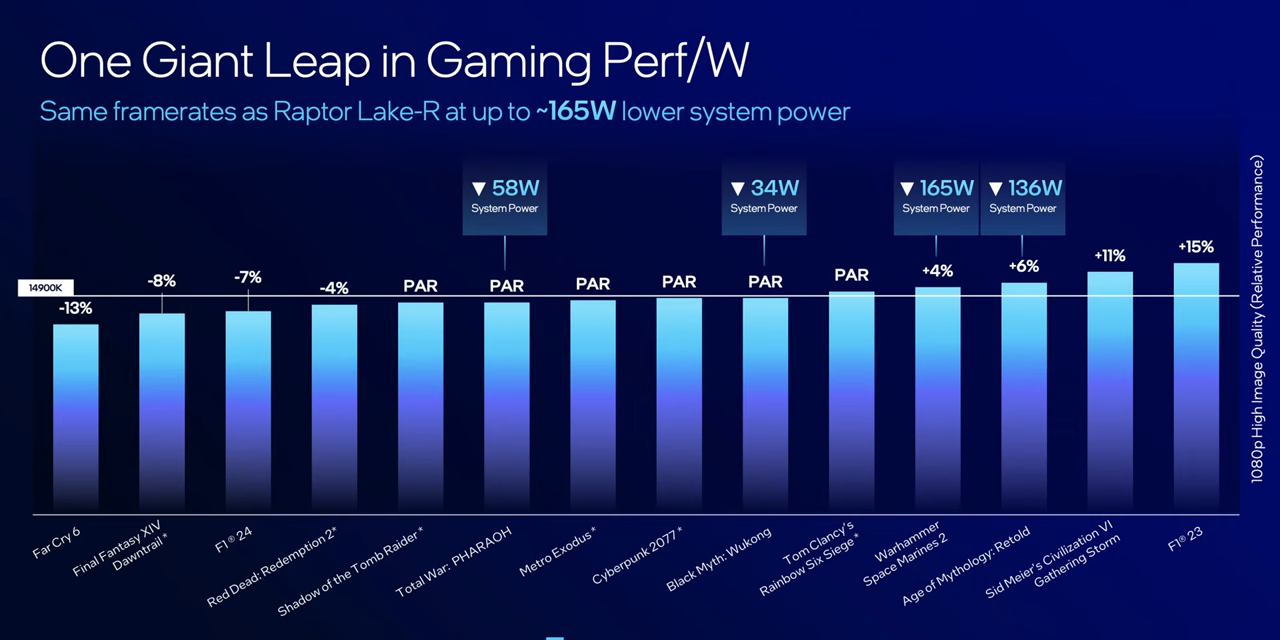 One Giant Leap in Gaming Perf/W
Same framerates as Raptor Lake-R at up to ~165W lower system power
▼ 58W
System Power
▼ 34W
System Power
▼ 165W
System Power
▼ 136W
System Power
14900K
-13%
-8%
-7%
-4%
PAR
PAR
PAR
PAR
PAR
PAR
+4%
+6%
+11%
+15%
Far Cry 6
Final Fantasy XIV
Dawntrail *
F1® 24
Red Dead: Redemption 2*
Shadow of the Tomb Raider*
Total War: PHARAOH
Metro Exodus*
Cyberpunk 2077 *
Black Myth: Wukong
Tom Clancy's
Rainbow Six Siege *
Warhammer
Space Marines 2
Age of Mythology: Retold
Sid Meier's Civilization VI
Gathering Storm
F1® 23
1080p High Image Quality (Relative Performance)